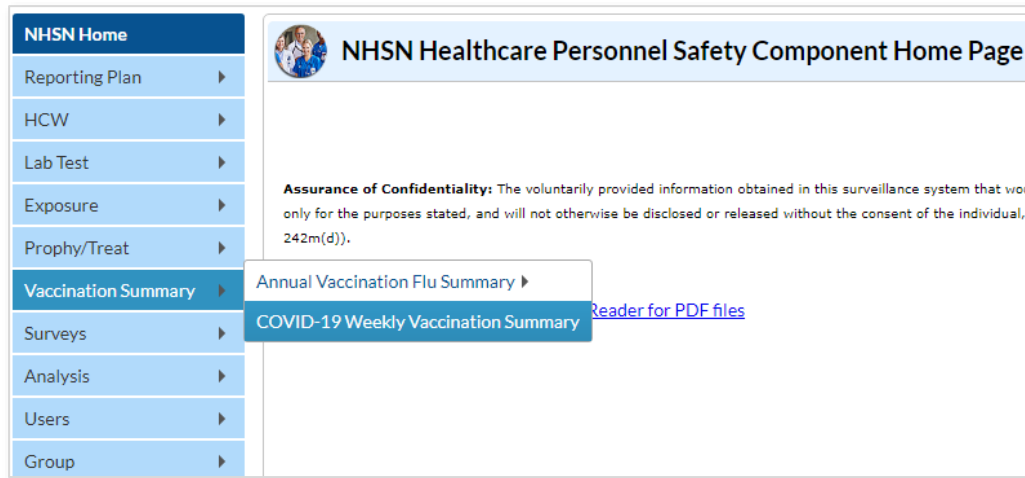 NHSN Home
Reporting Plan
HCW
Lab Test
Exposure
Prophy/Treat
Vaccination Summary
Surveys
Analysis
Users
Group
NHSN Healthcare Personnel Safety Component Home Page
Assurance of Confidentiality: The voluntarily provided information obtained in this surveillance system that
only for the purposes stated, and will not otherwise be disclosed or released without the consent of the individual,
242m(d)).
Annual Vaccination Flu Summary
COVID-19 Weekly Vaccination Summary
Reader for PDF files